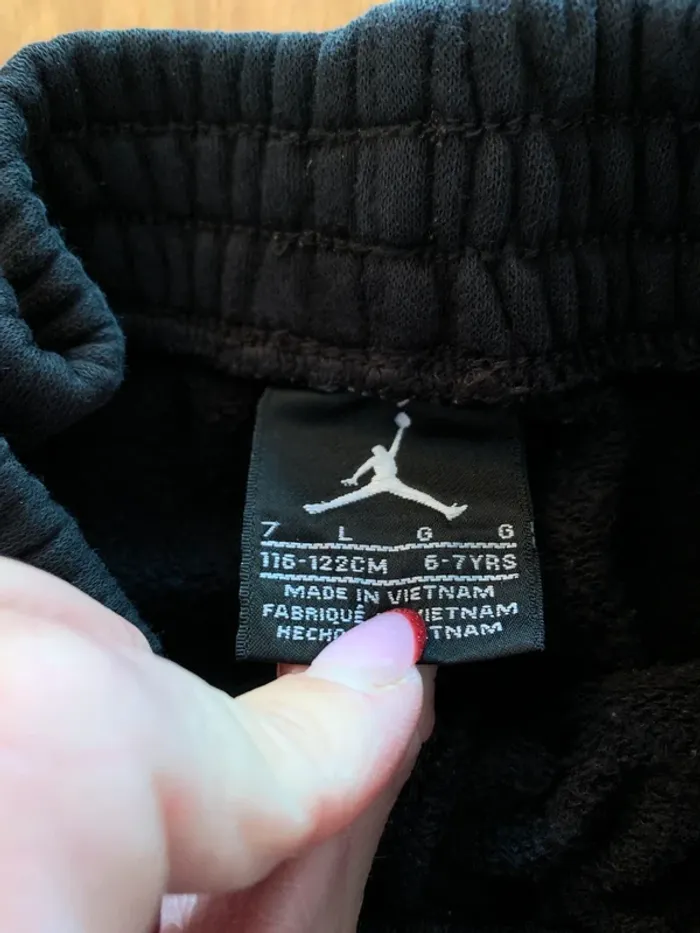 7 L G G
116-122CM 6-7YRS
MADE IN VIETNAM
FABRIQUÉ VIETNAM
HECHO